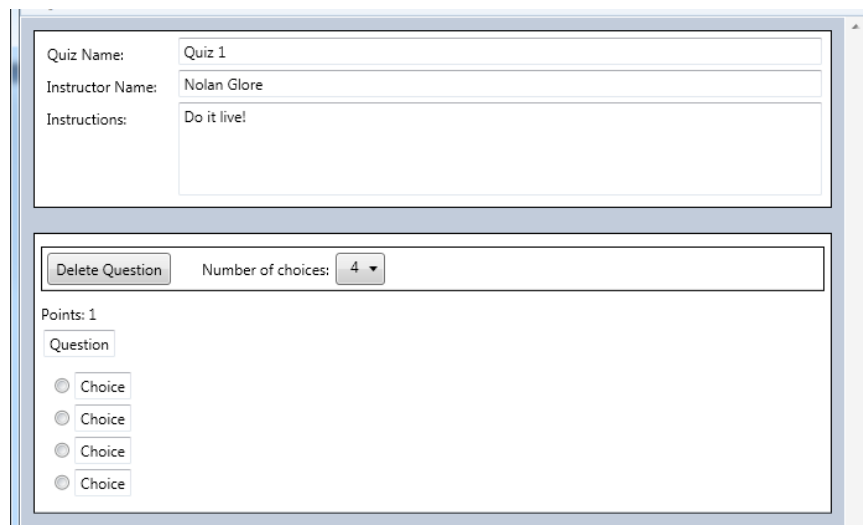 Quiz Name: Quiz 1
Instructor Name: Nolan Glore
Instructions: Do it live!
Delete Question Number of choices: 4
Points: 1
Question
Choice
Choice
Choice
Choice